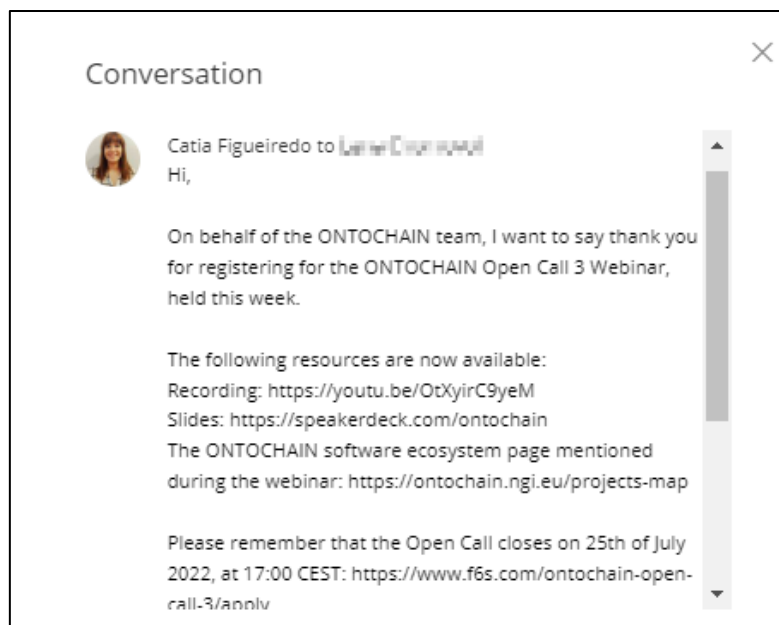 Conversation
Catia Figueiredo to
Hi,
On behalf of the ONTOCHAIN team, I want to say thank you
for registering for the ONTOCHAIN Open Call 3 Webinar,
held this week.
The following resources are now available:
Recording: https://youtu.be/OtXyirC9yeM
Slides: https://speakerdeck.com/ontochain
The ONTOCHAIN software ecosystem page mentioned
during the webinar: https://ontochain.ngi.eu/projects-map
Please remember that the Open Call closes on 25th of July
2022, at 17:00 CEST: https://www.f6s.com/ontochain-open-
call-3/apply